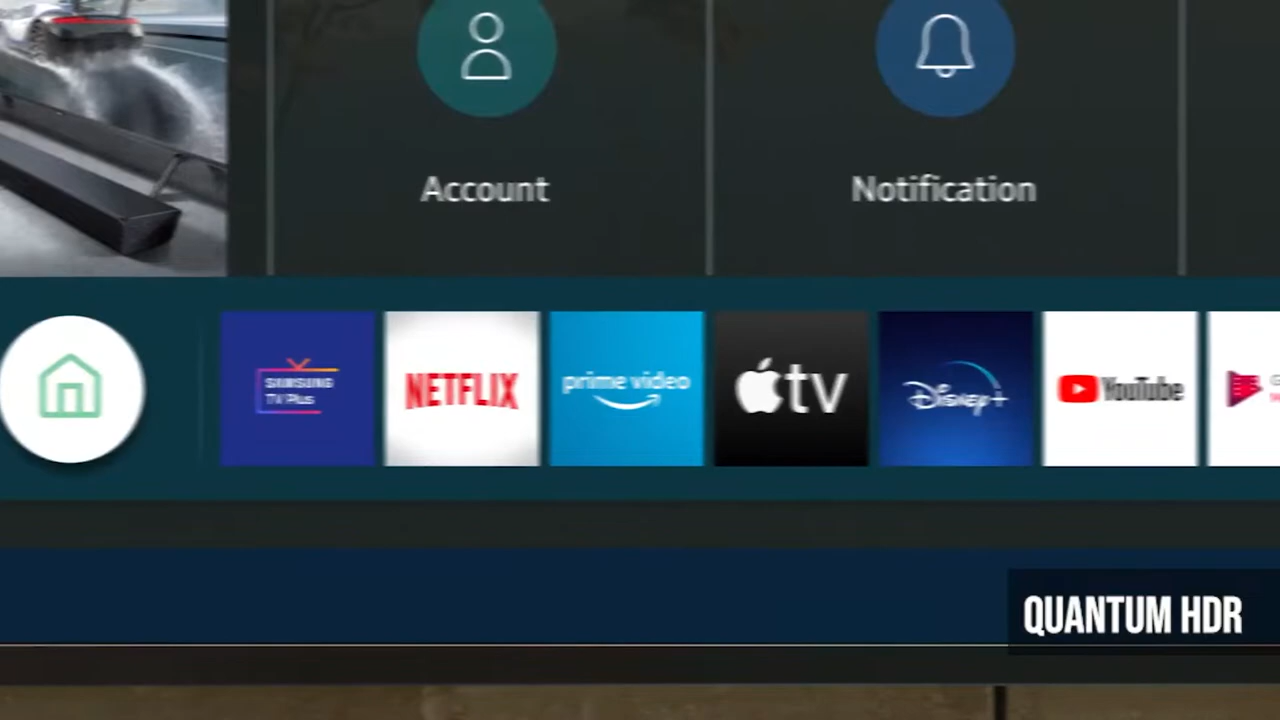 Account
Notification
SAMSUNG
TV Plus
NETFLIX
prime video
tv
Disney+
YouTube
QUANTUM HDR